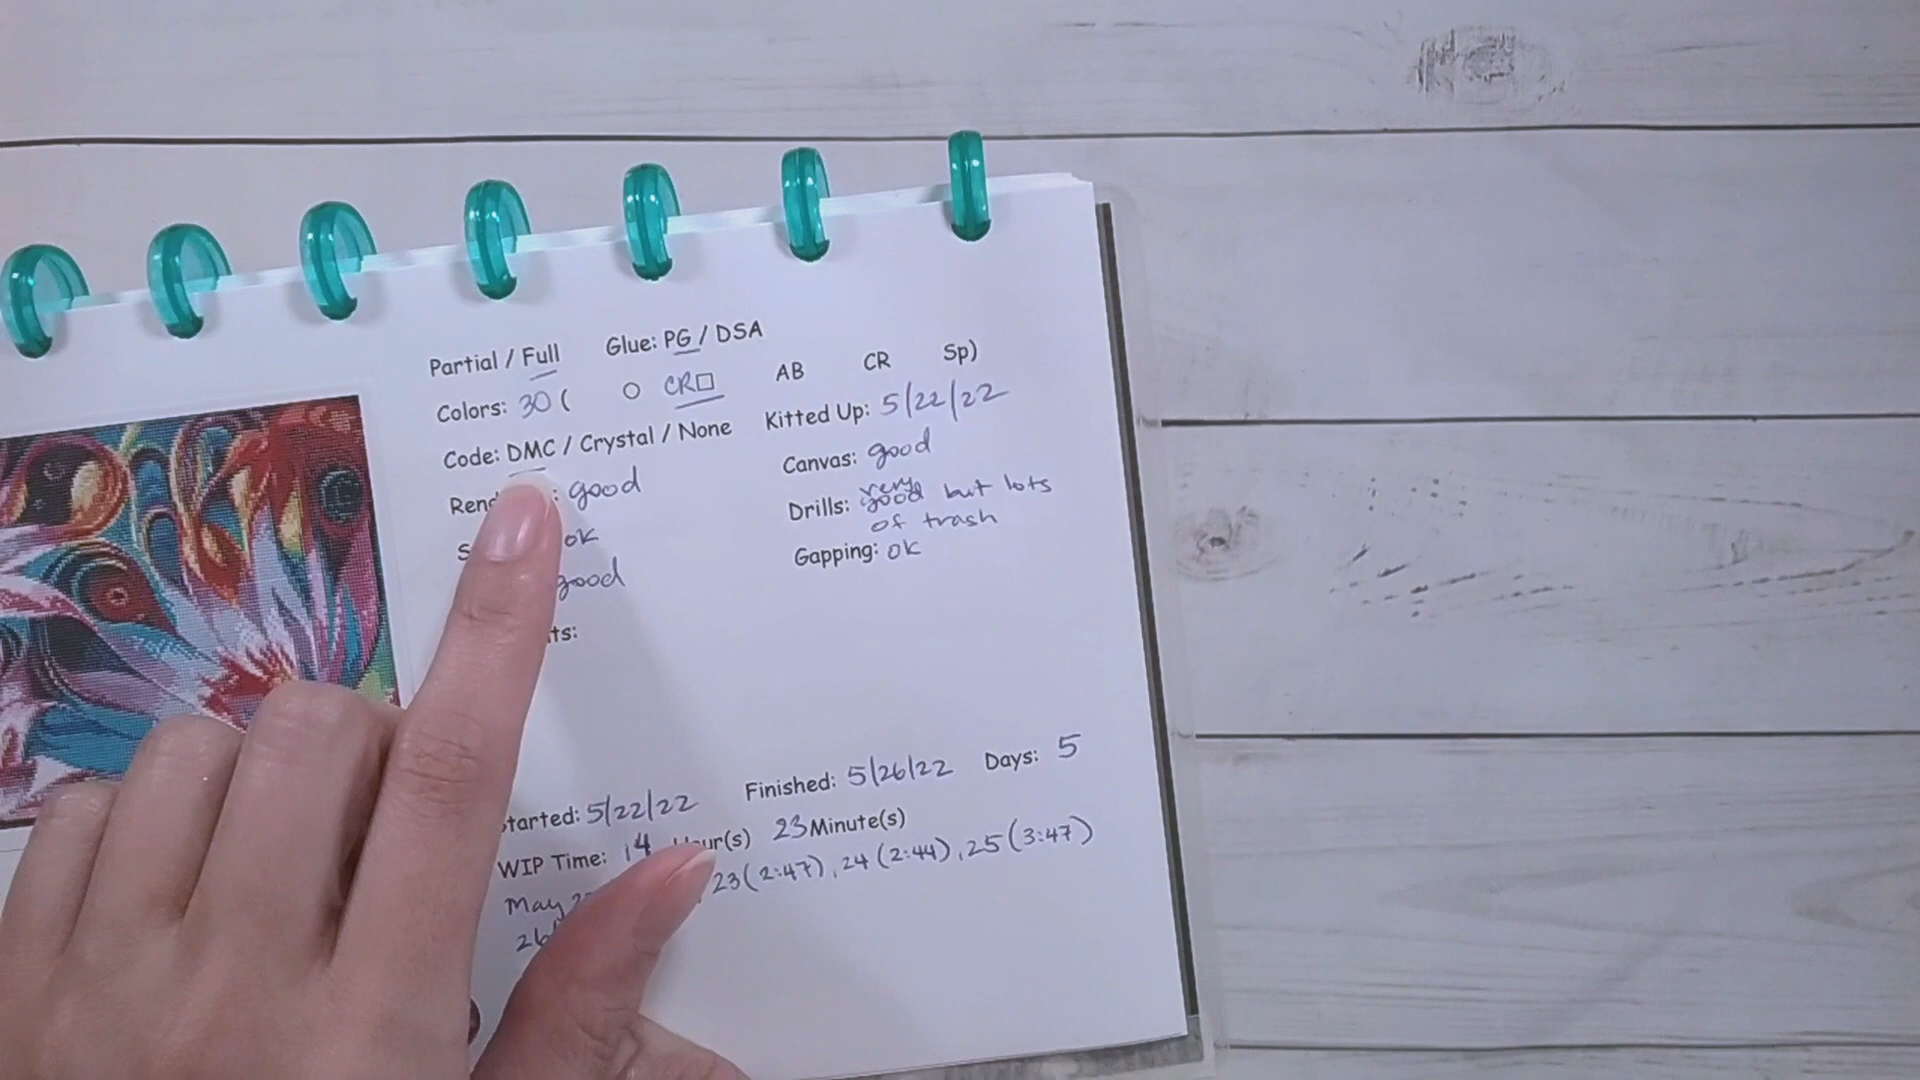 Partial / Full Glue: PG / DSA
Colors: 30 ( ○ CR□ AB CR Sp)
Code: DMC / Crystal / None Kitted Up: 5/22/22
good Canvas: good
ok Drills: very good but lots
of trash
good Gapping: ok
Started: 5/22/22 Finished: 5/26/22 Days: 5
WIP Time: 14 Hour(s) 23 Minute(s)
May 23 (2:47), 24 (2:44), 25 (3:47)